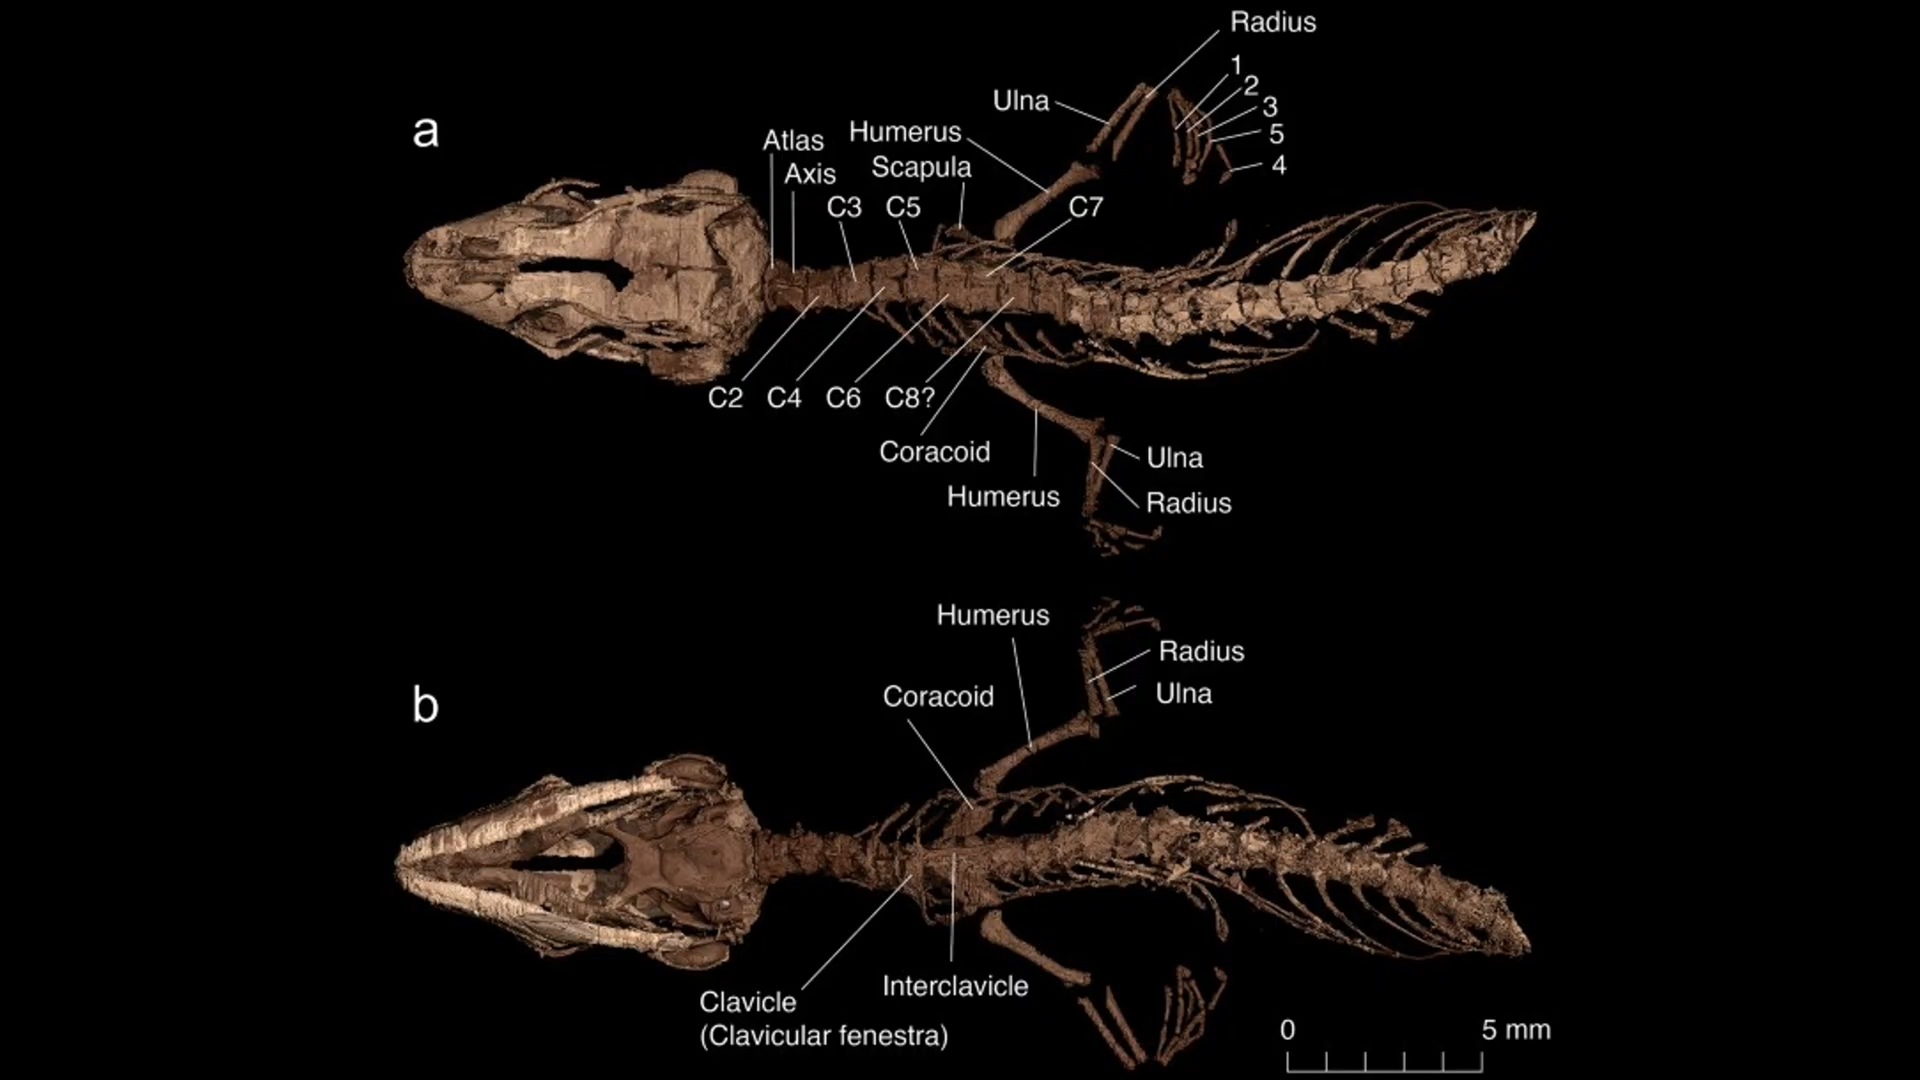 a
Radius
1
2
3
5
4
Ulna
Humerus
Atlas
Scapula
Axis
C3
C5
C7
C2
C4
C6
C8?
Coracoid
Humerus
Ulna
Radius
b
Humerus
Radius
Ulna
Coracoid
Clavicle
(Clavicular fenestra)
Interclavicle
0
5 mm